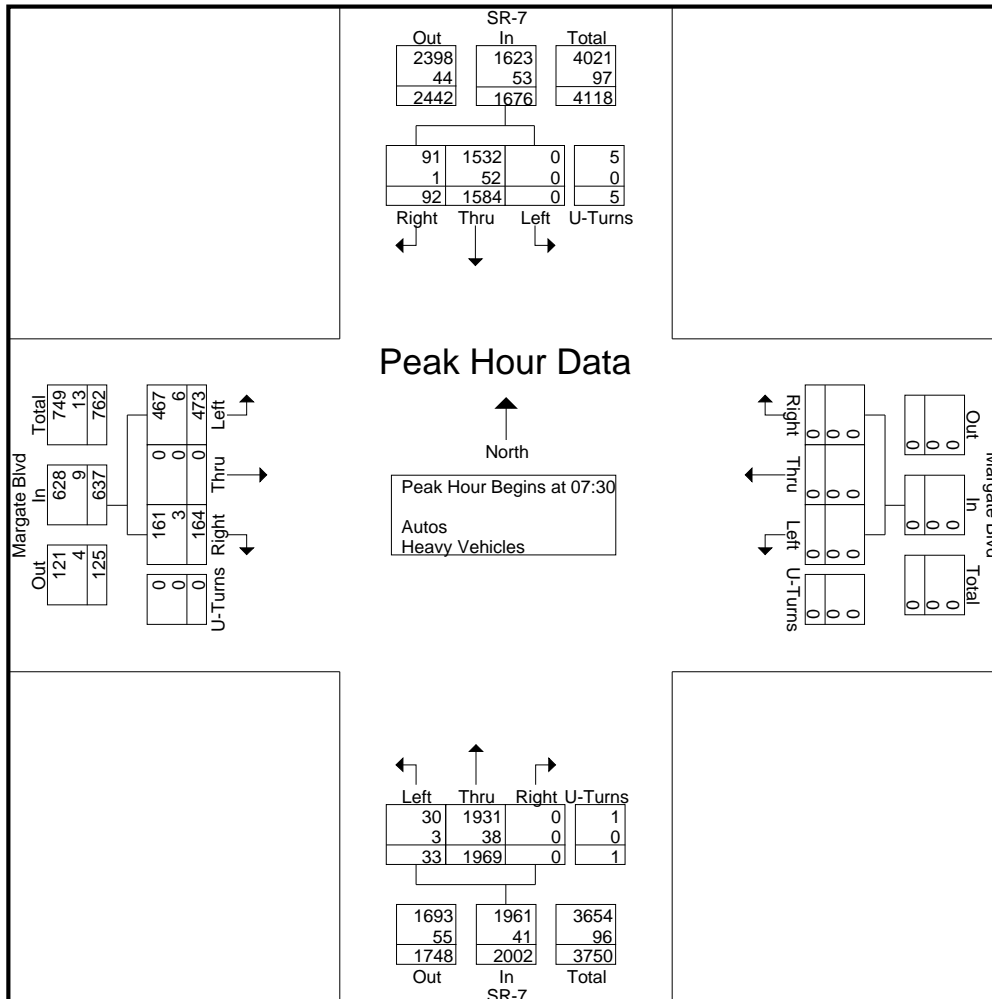 SR-7
Out In Total
2398 1623 4021
44 53 97
2442 1676 4118
91 1532 0 5
1 52 0 0
92 1584 0 5
Right Thru Left U-Turns
Peak Hour Data
North
Peak Hour Begins at 07:30
Autos
Heavy Vehicles
Margate Blvd
Out In Total
121 628 749
4 9 13
125 637 762
Left Thru Right U-Turns
467 0 161 0
6 0 3 0
473 0 164 0
Margate Blvd
Out In Total
0 0 0
0 0 0
0 0 0
Right Thru Left U-Turns
0 0 0 0
0 0 0 0
0 0 0 0
Left Thru Right U-Turns
30 1931 0 1
3 38 0 0
33 1969 0 1
1693 1961 3654
55 41 96
1748 2002 3750
Out In Total
SR-7